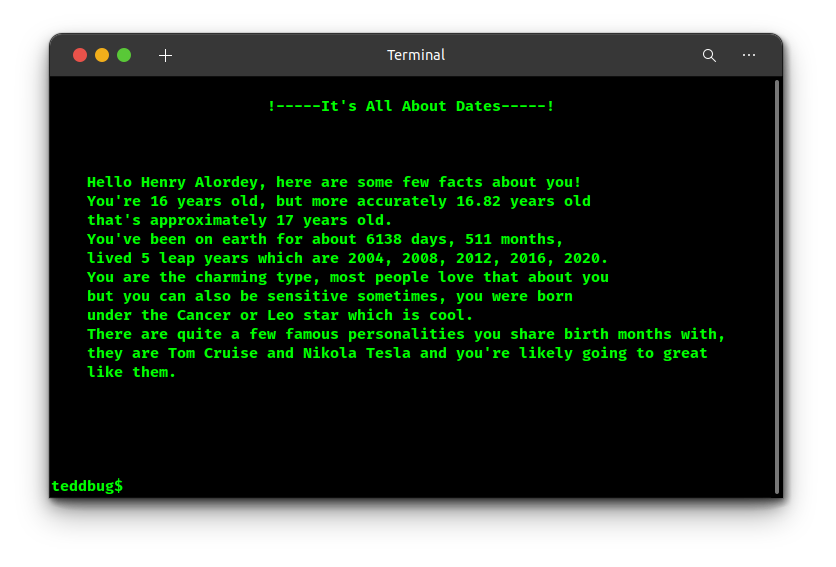 Terminal
!-----It's All About Dates-----!
Hello Henry Alordey, here are some few facts about you!
You're 16 years old, but more accurately 16.82 years old
that's approximately 17 years old.
You've been on earth for about 6138 days, 511 months,
lived 5 leap years which are 2004, 2008, 2012, 2016, 2020.
You are the charming type, most people love that about you
but you can also be sensitive sometimes, you were born
under the Cancer or Leo star which is cool.
There are quite a few famous personalities you share birth months with,
they are Tom Cruise and Nikola Tesla and you're likely going to great
like them.
teddbug$